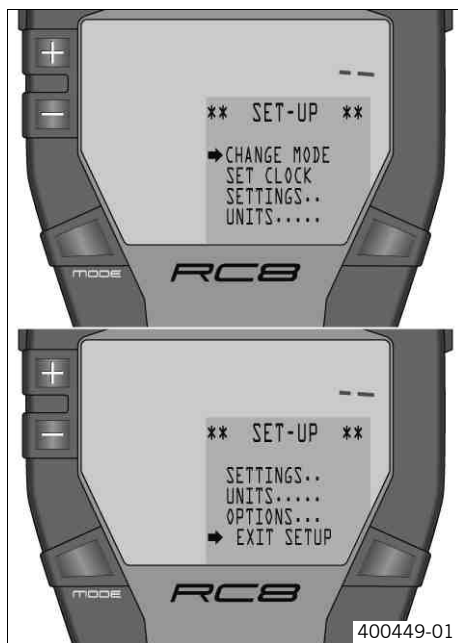 +
--
** SET-UP **
-
➡CHANGE MODE
SET CLOCK
SETTINGS..
UNITS.....
MODE
RC8
+
--
** SET-UP **
-
SETTINGS..
UNITS.....
OPTIONS...
➡ EXIT SETUP
MODE
RC8
400449-01